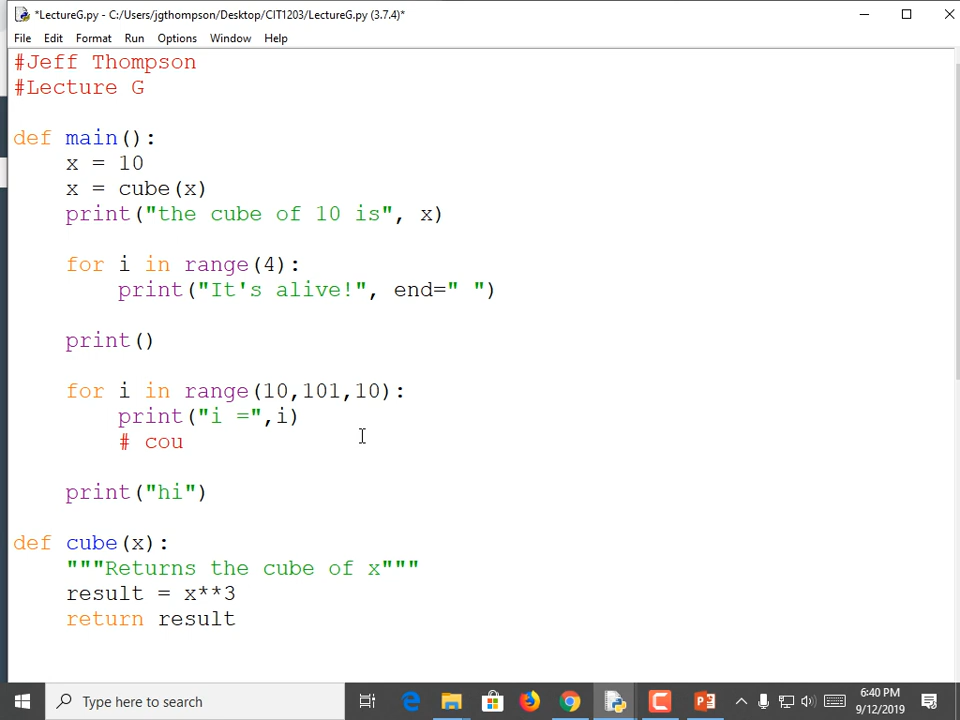 *LectureG.py - C:/Users/jgthompson/Desktop/CIT1203/LectureG.py (3.7.4)*
File Edit Format Run Options Window Help
#Jeff Thompson
#Lecture G
def main():
    x = 10
    x = cube(x)
    print("the cube of 10 is", x)
    for i in range(4):
        print("It's alive!", end=" ")
    print()
    for i in range(10,101,10):
        print("i =",i)
        # cou
    print("hi")
def cube(x):
    """Returns the cube of x"""
    result = x**3
    return result
Type here to search
6:40 PM
9/12/2019